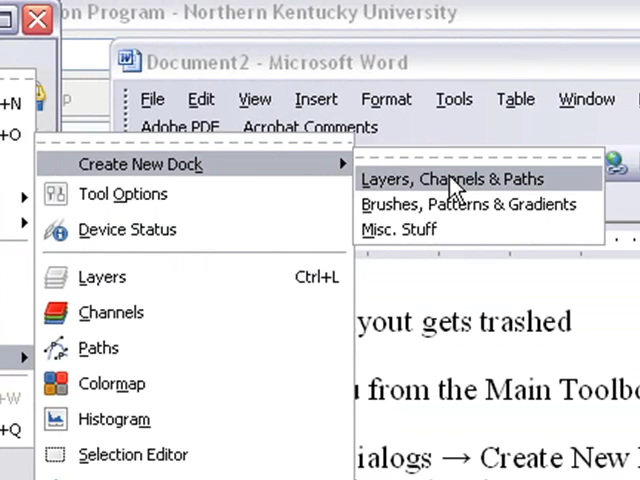 on Program - Northern Kentucky University
Document2 - Microsoft Word
+N
File Edit View Insert Format Tools Table Window
+O
Adobe PDF Acrobat Comments
Create New Dock
Layers, Channels & Paths
Tool Options
Brushes, Patterns & Gradients
Device Status
Misc. Stuff
Layers Ctrl+L
Channels
yout gets trashed
Paths
Colormap
from the Main Toolbo
+W
Histogram
+Q
Selection Editor
ialogs → Create New